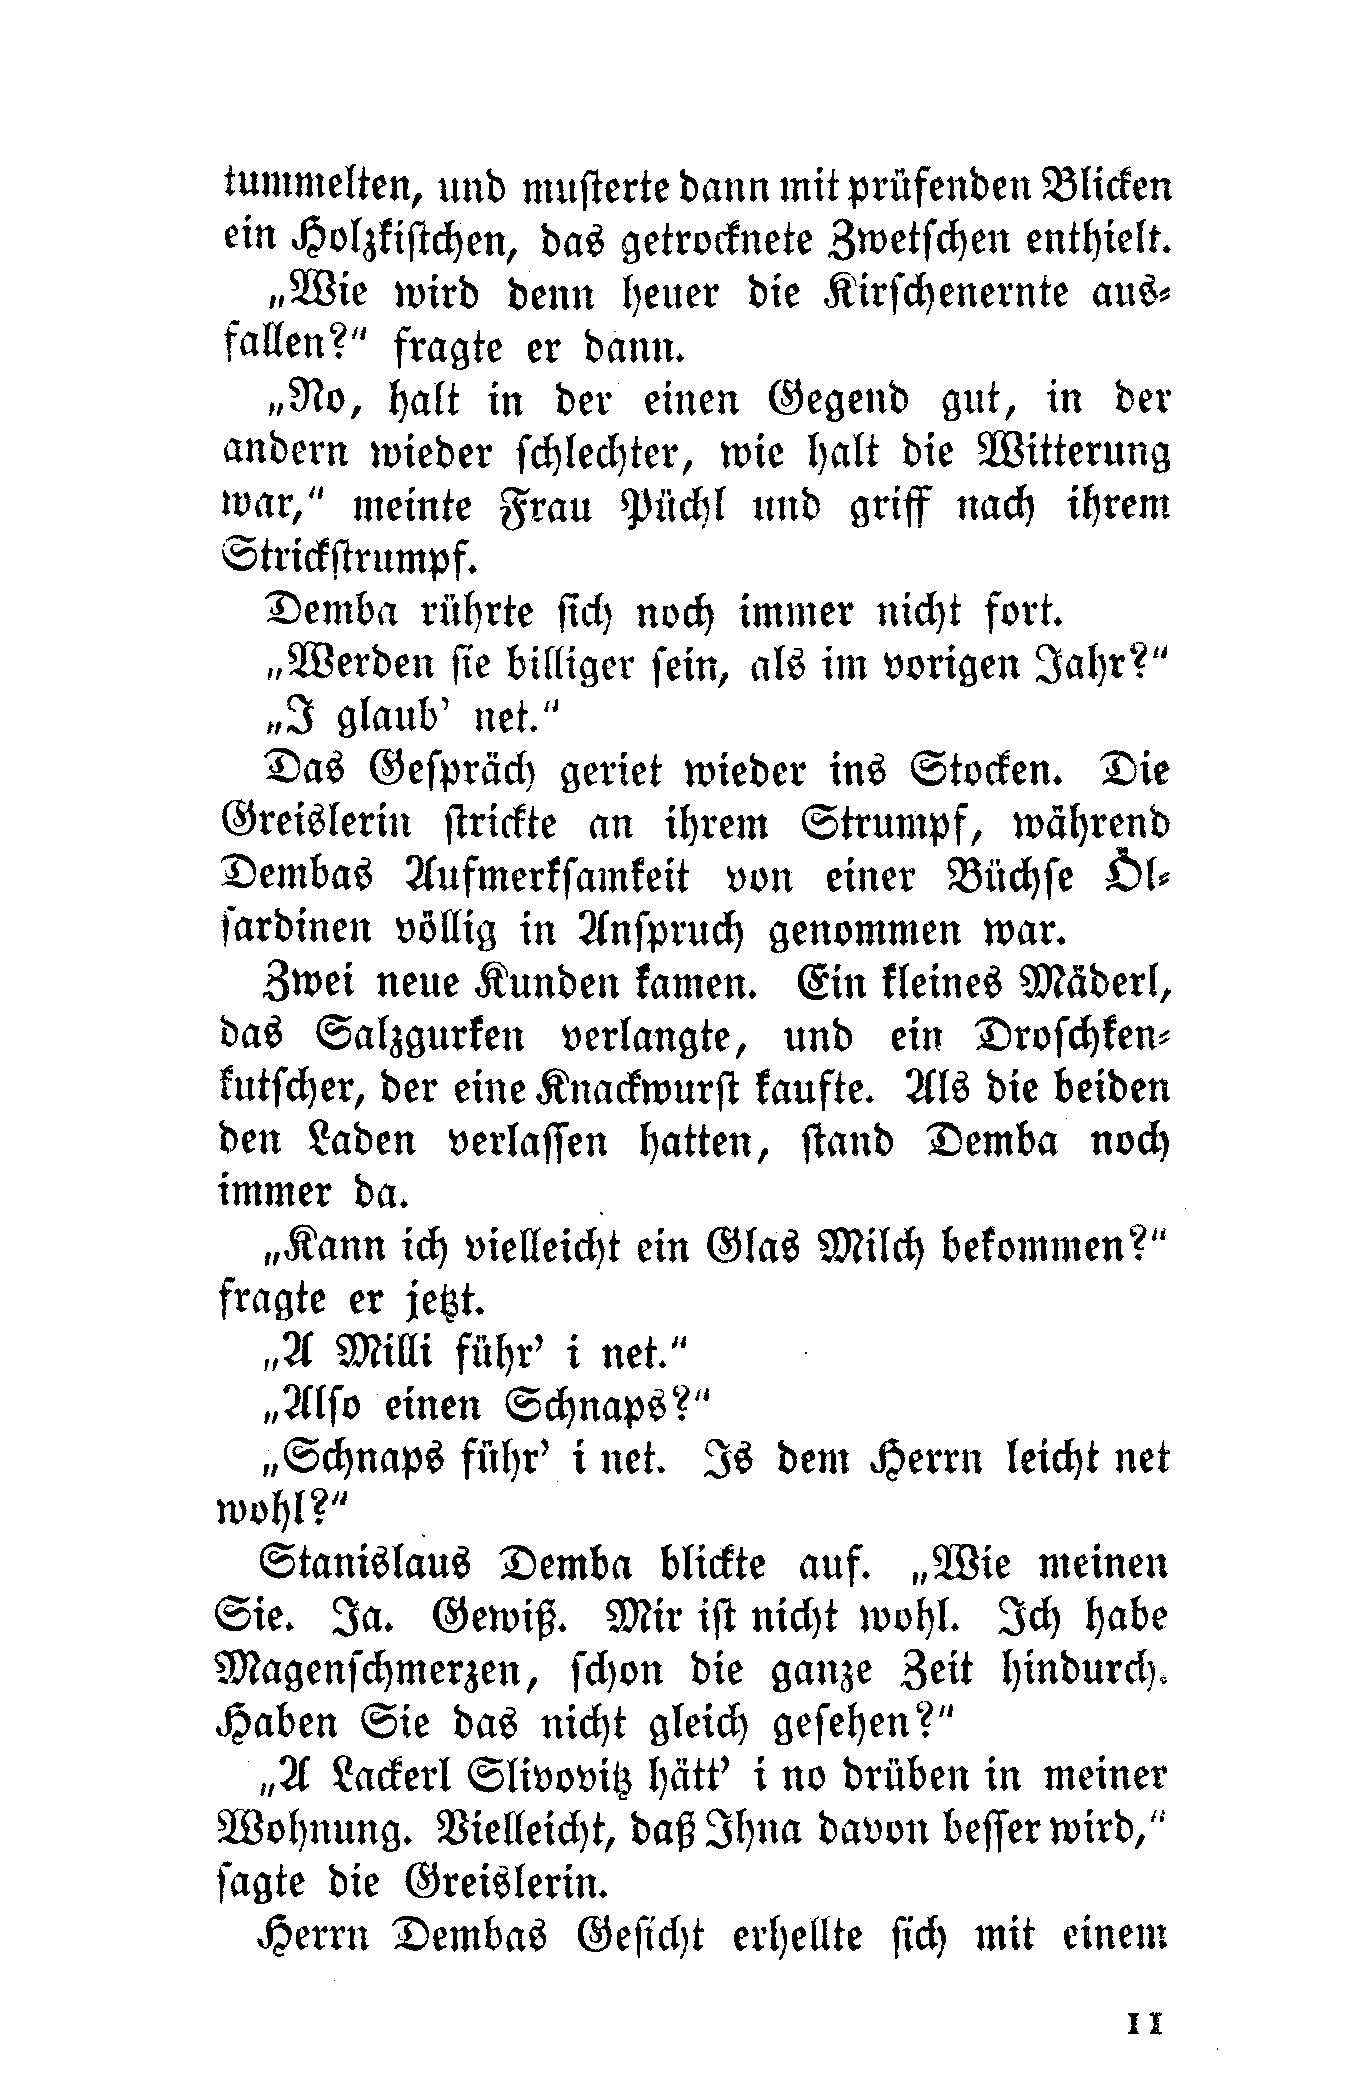 tummelten, und musterte dann mit prüfenden Blicken
ein Holzkistchen, das getrocknete Zwetschen enthielt.
„Wie wird denn heuer die Kirschenernte aus-
fallen?“ fragte er dann.
„No, halt in der einen Gegend gut, in der
andern wieder schlechter, wie halt die Witterung
war,“ meinte Frau Püchl und griff nach ihrem
Strickstrumpf.
Demba rührte sich noch immer nicht fort.
„Werden sie billiger sein, als im vorigen Jahr?“
„I glaub’ net.“
Das Gespräch geriet wieder ins Stocken. Die
Greislerin strickte an ihrem Strumpf, während
Dembas Aufmerksamkeit von einer Büchse Öl-
sardinen völlig in Anspruch genommen war.
Zwei neue Kunden kamen. Ein kleines Mäderl,
das Salzgurken verlangte, und ein Droschken-
kutscher, der eine Knackwurst kaufte. Als die beiden
den Laden verlassen hatten, stand Demba noch
immer da.
„Kann ich vielleicht ein Glas Milch bekommen?“
fragte er jetzt.
„A Milli führ’ i net.“
„Also einen Schnaps?“
„Schnaps führ’ i net. Is dem Herrn leicht net
wohl?“
Stanislaus Demba blickte auf. „Wie meinen
Sie. Ja. Gewiß. Mir ist nicht wohl. Ich habe
Magenschmerzen, schon die ganze Zeit hindurch.
Haben Sie das nicht gleich gesehen?“
„A Lackerl Slivovitz hätt’ i no drüben in meiner
Wohnung. Vielleicht, daß Ihna davon besser wird,“
sagte die Greislerin.
Herrn Dembas Gesicht erhellte sich mit einem
11